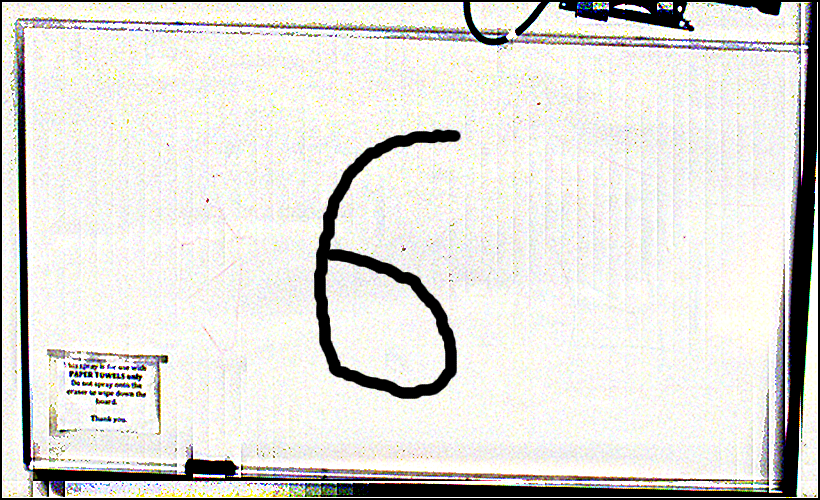 6
This spray is for use with
PAPER TOWELS only
Do not spray onto the
eraser to wipe down the
board.
Thank you.